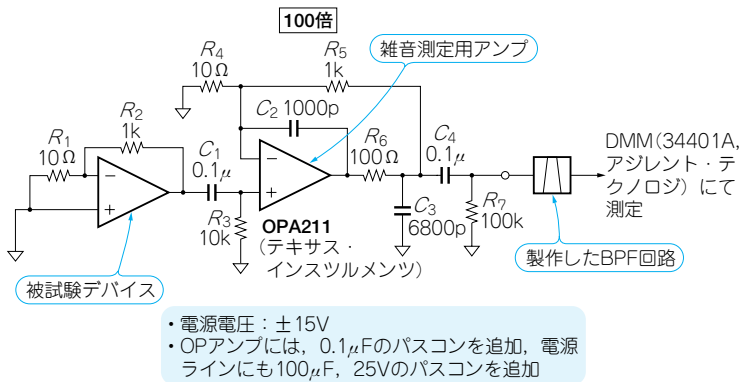 100倍
雑音測定用アンプ
R4
10Ω
R5
1k
C2 1000p
R2
1k
R1
10Ω
C1
0.1μ
R6
100Ω
C4
0.1μ
DMM(34401A,
アジレント・テ
クノロジ)にて
測定
−
+
−
+
R3
10k
OPA211
(テキサス・
インスツルメンツ)
C3
6800p
R7
100k
被試験デバイス
製作したBPF回路
・電源電圧：±15V
・OPアンプには，0.1μFのパスコンを追加，電源
ラインにも100μF，25Vのパスコンを追加